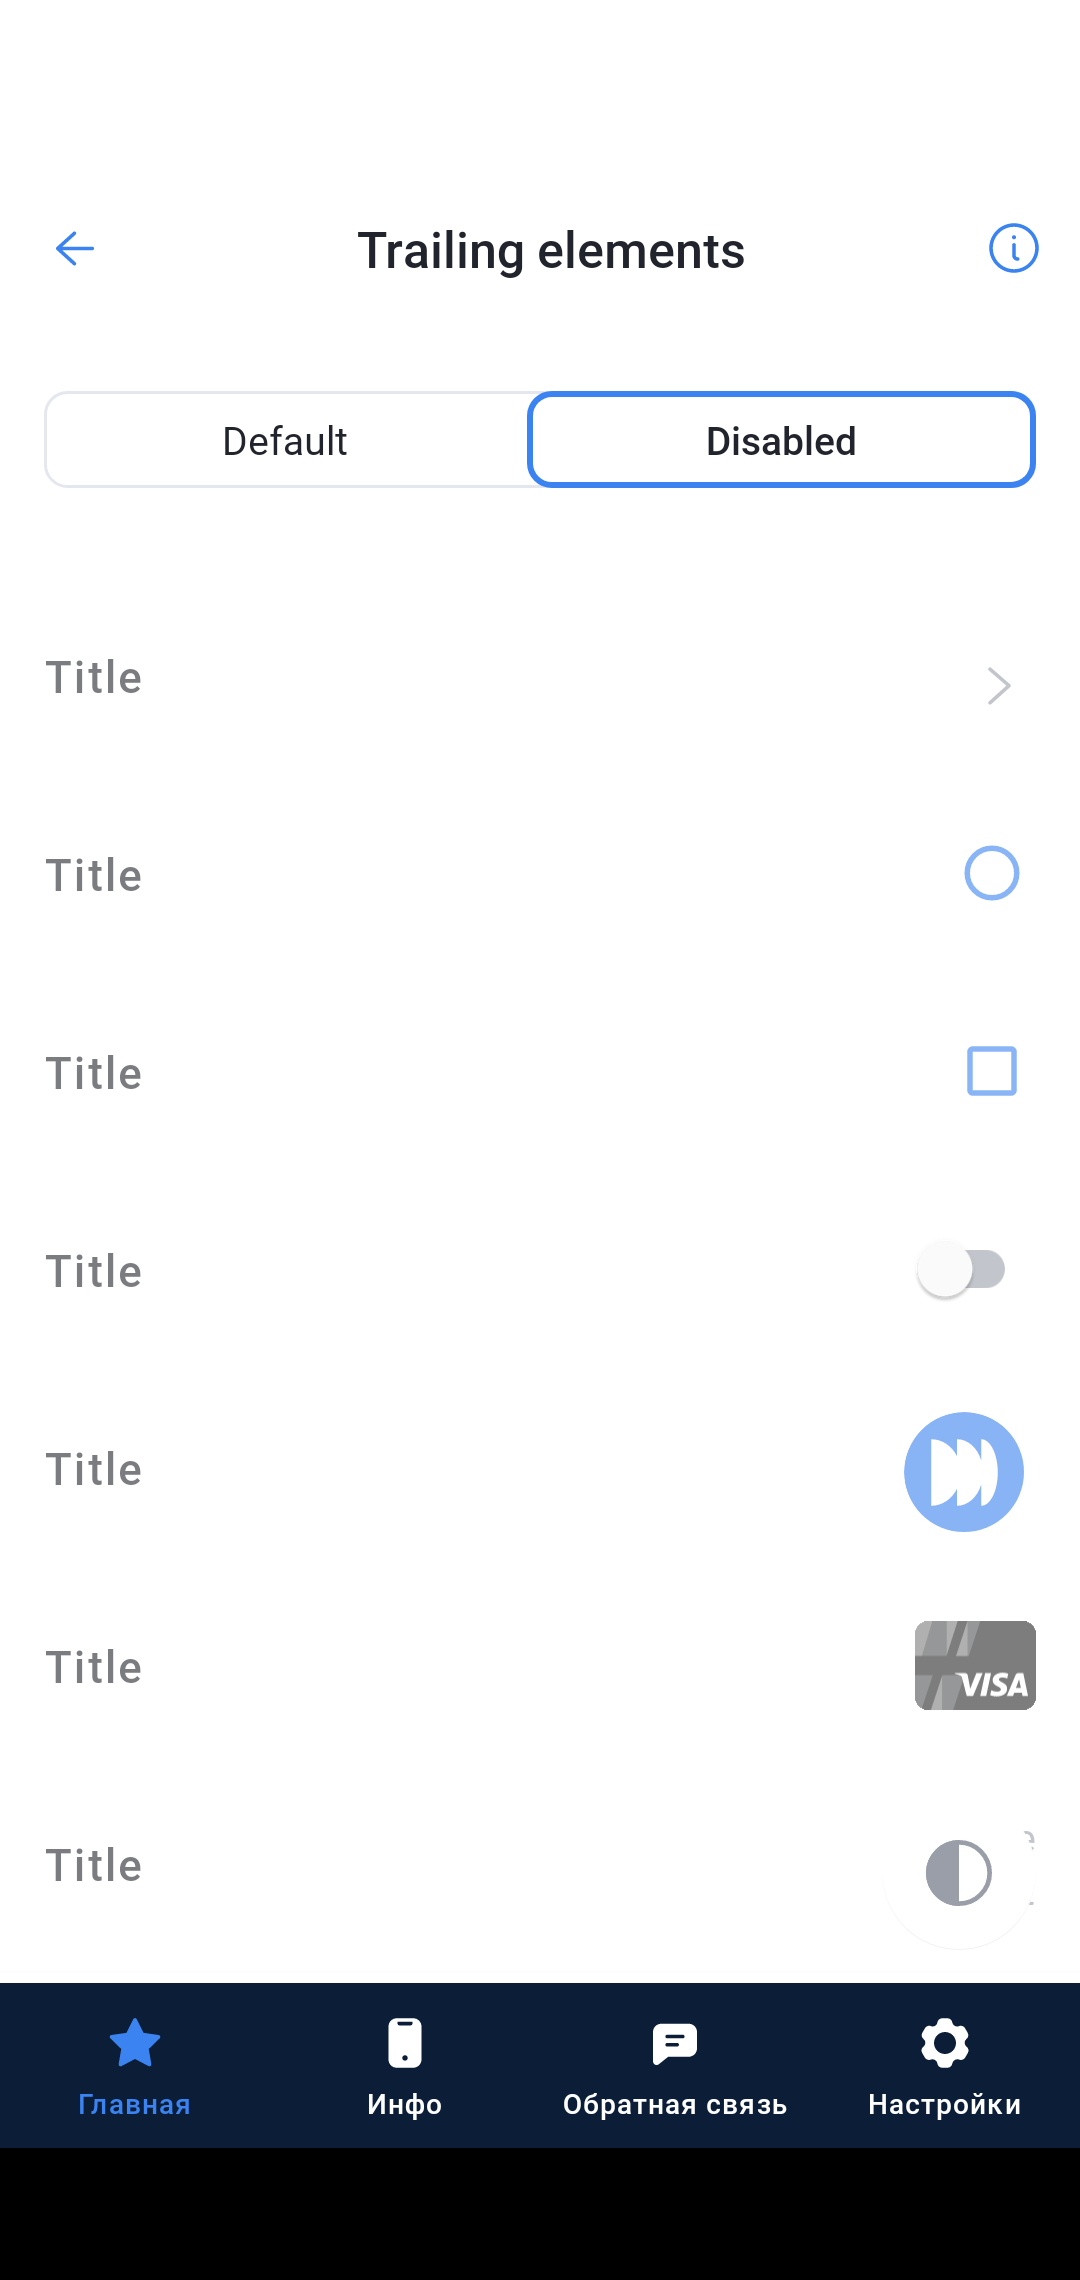 Trailing elements
Default
Disabled
Title
Title
Title
Title
Title
Title
VISA
Title
Главная
Инфо
Обратная связь
Настройки